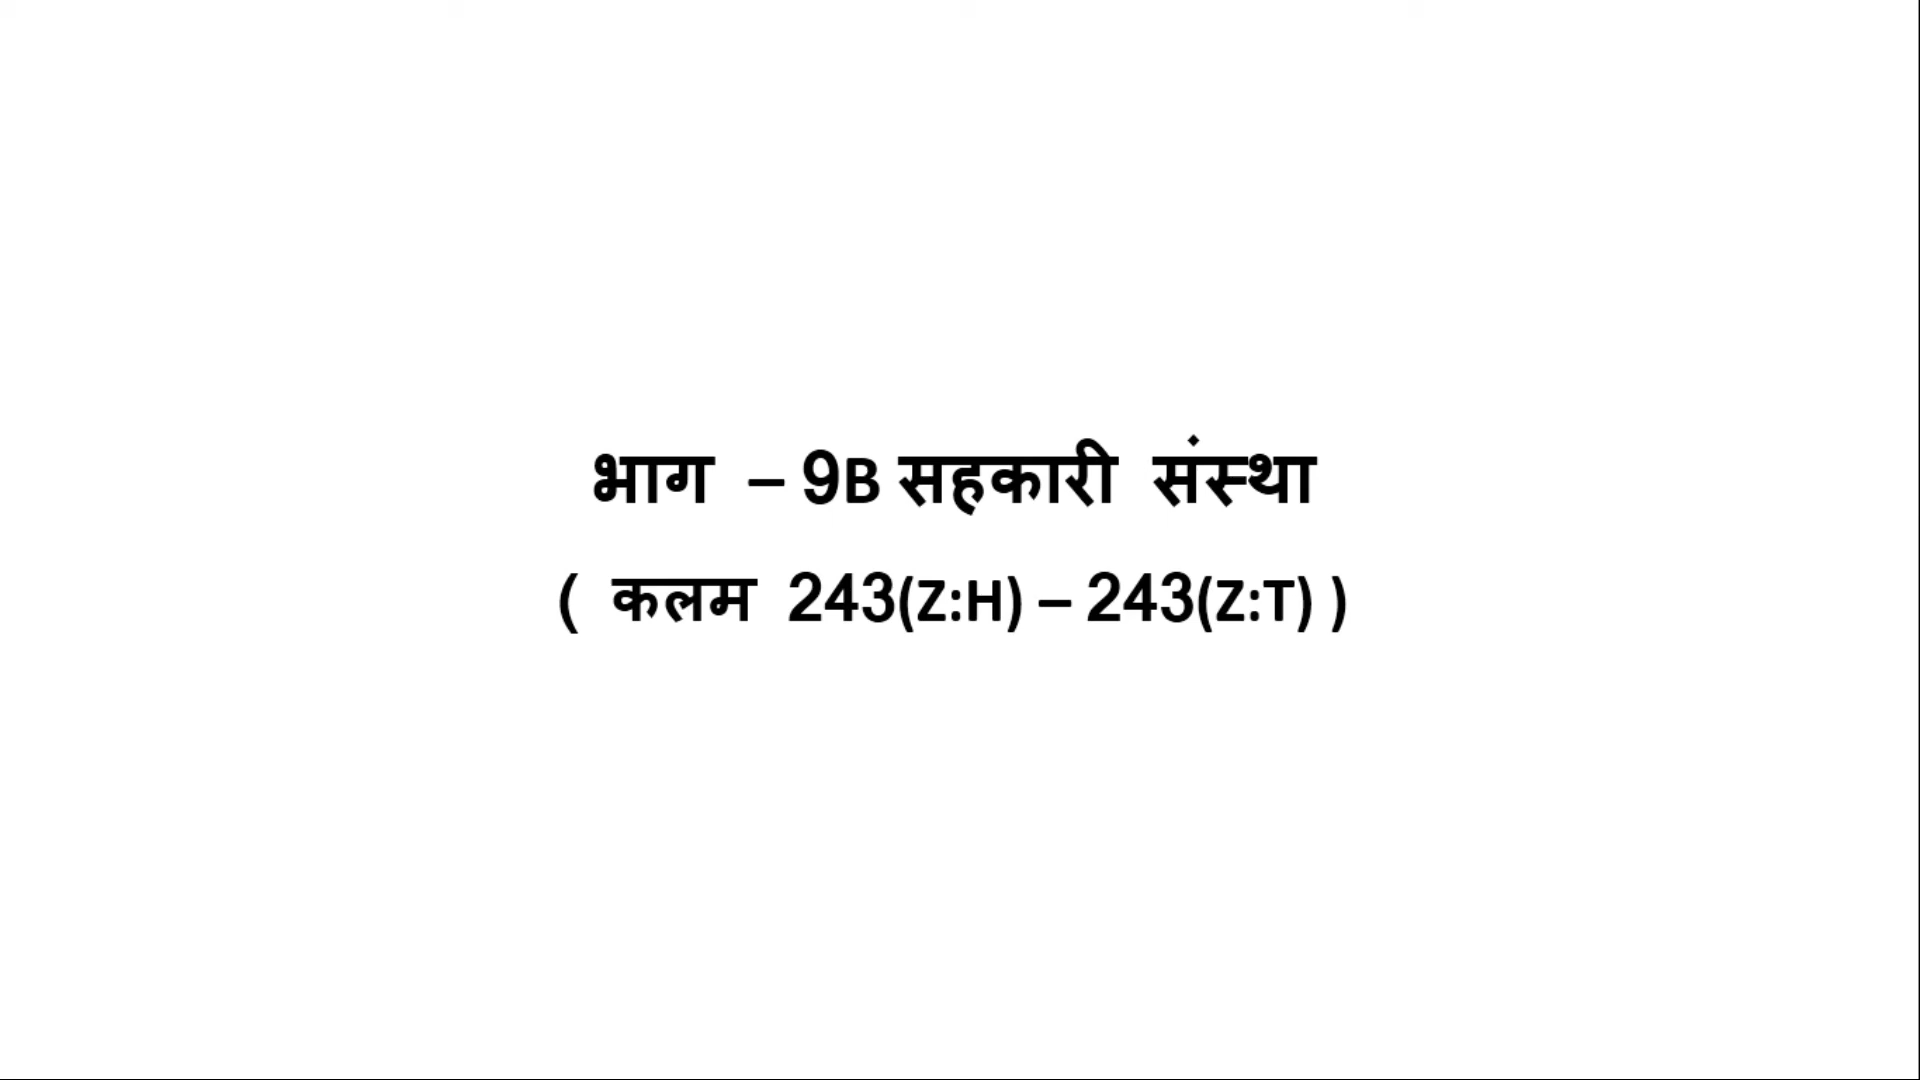 भाग – 9B सहकारी संस्था
( कलम 243(Z:H) – 243(Z:T) )